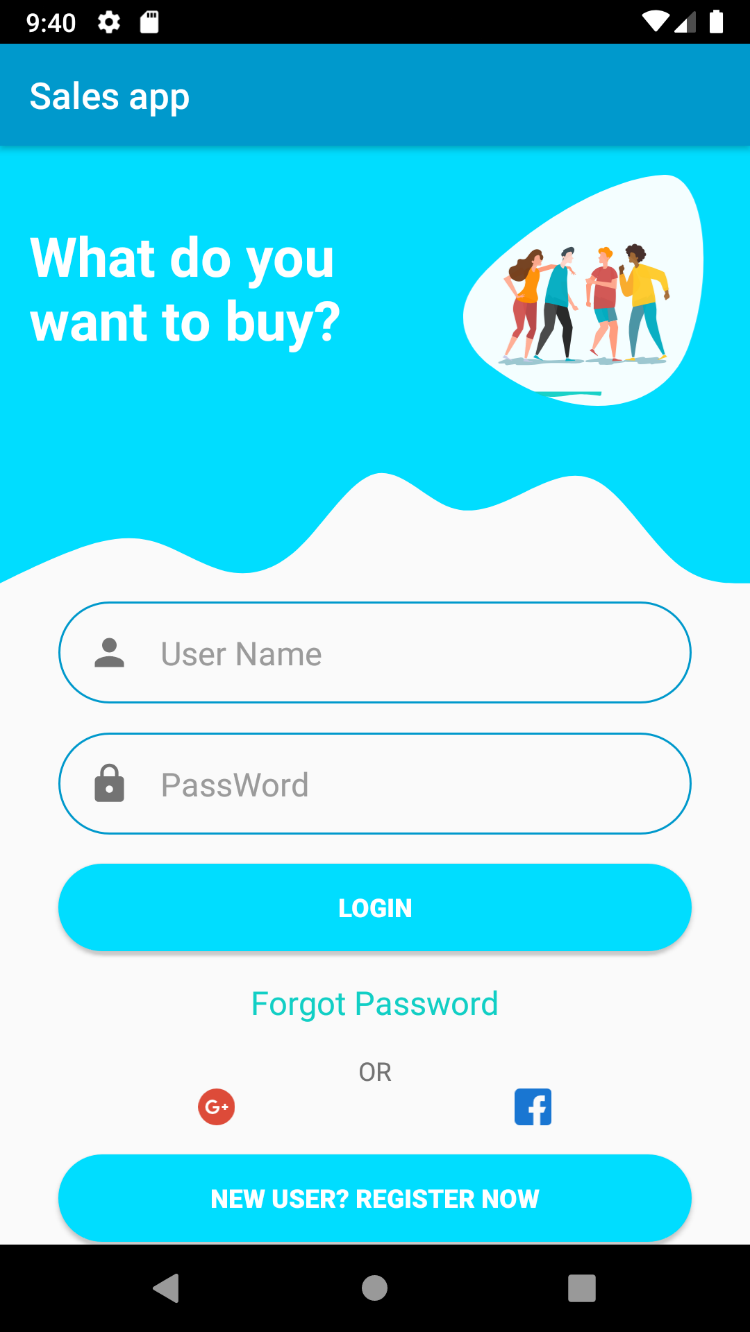 9:40
Sales app
What do you
want to buy?
User Name
PassWord
LOGIN
Forgot Password
OR
G+
NEW USER? REGISTER NOW